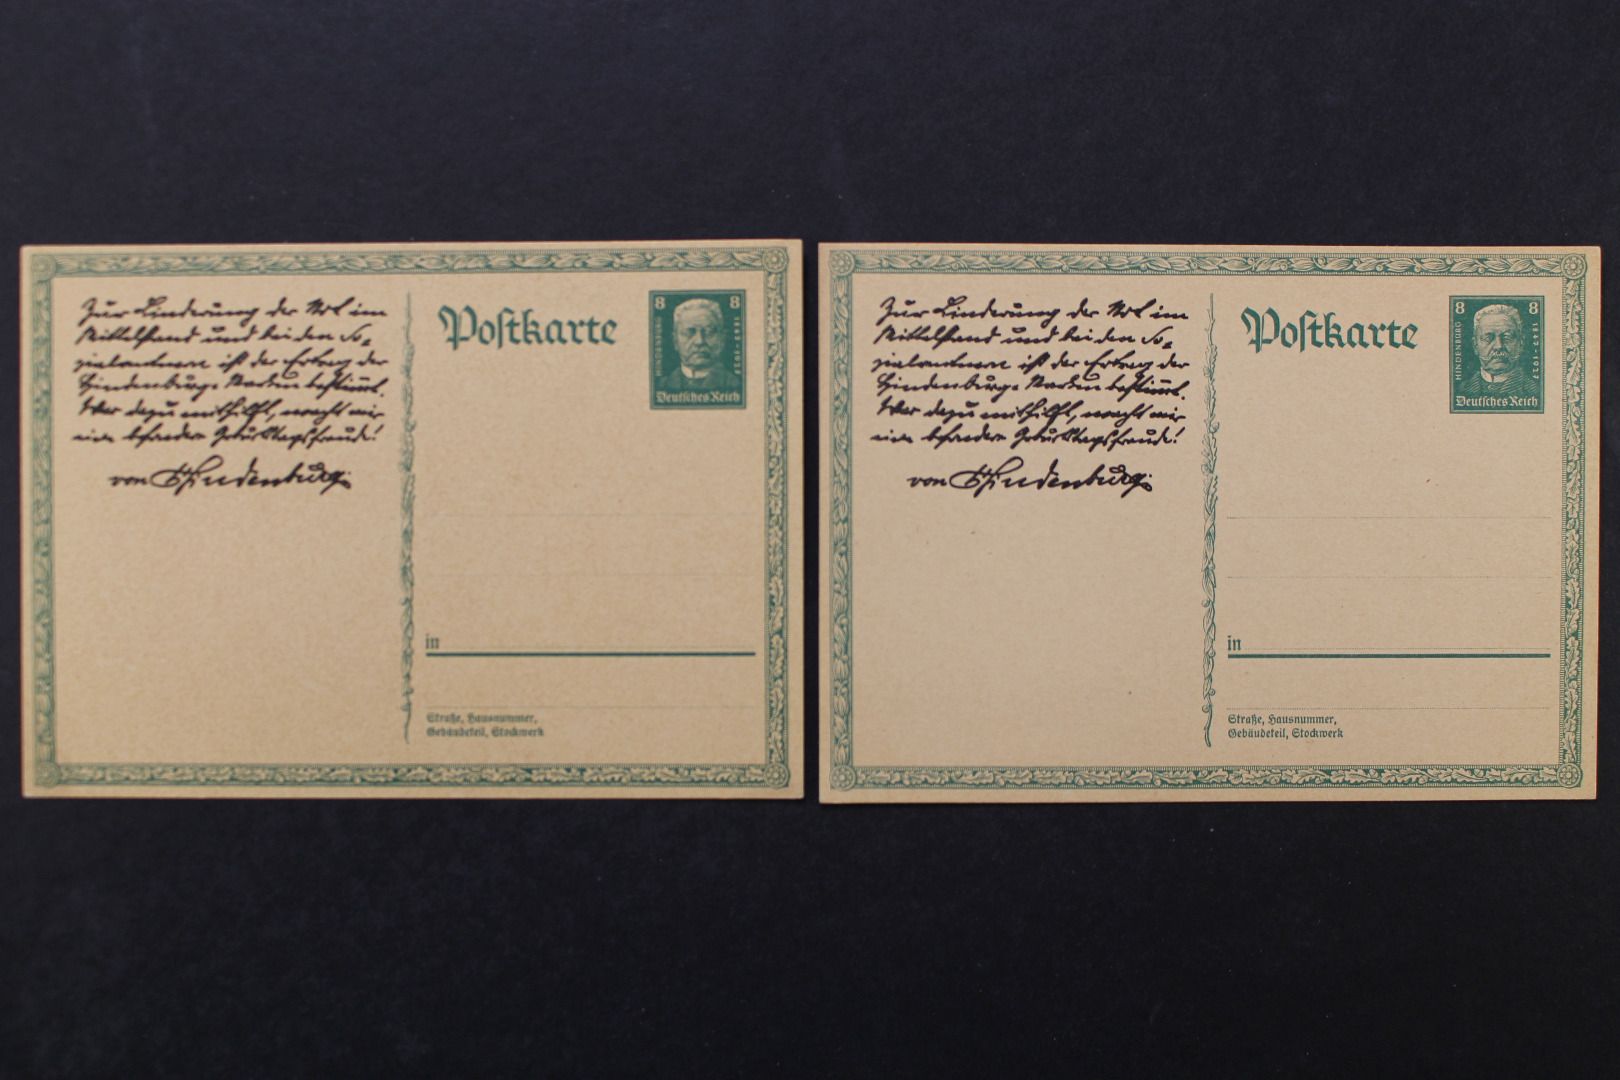 Zur Linderung der Not im
Mittelstand und bei den So-
zialrentnern ist der Ertrag der
Hindenburg-Marken bestimmt.
Wer dazu mithilft, macht mir
eine besondere Geburtstagsfreude!
von Hindenburg.
Postkarte
8 8
HINDENBURG
1847-1927
Deutsches Reich
in
Straße, Hausnummer,
Gebäudeteil, Stockwerk
Zur Linderung der Not im
Mittelstand und bei den So-
zialrentnern ist der Ertrag der
Hindenburg-Marken bestimmt.
Wer dazu mithilft, macht mir
eine besondere Geburtstagsfreude!
von Hindenburg.
Postkarte
8 8
HINDENBURG
1847-1927
Deutsches Reich
in
Straße, Hausnummer,
Gebäudeteil, Stockwerk